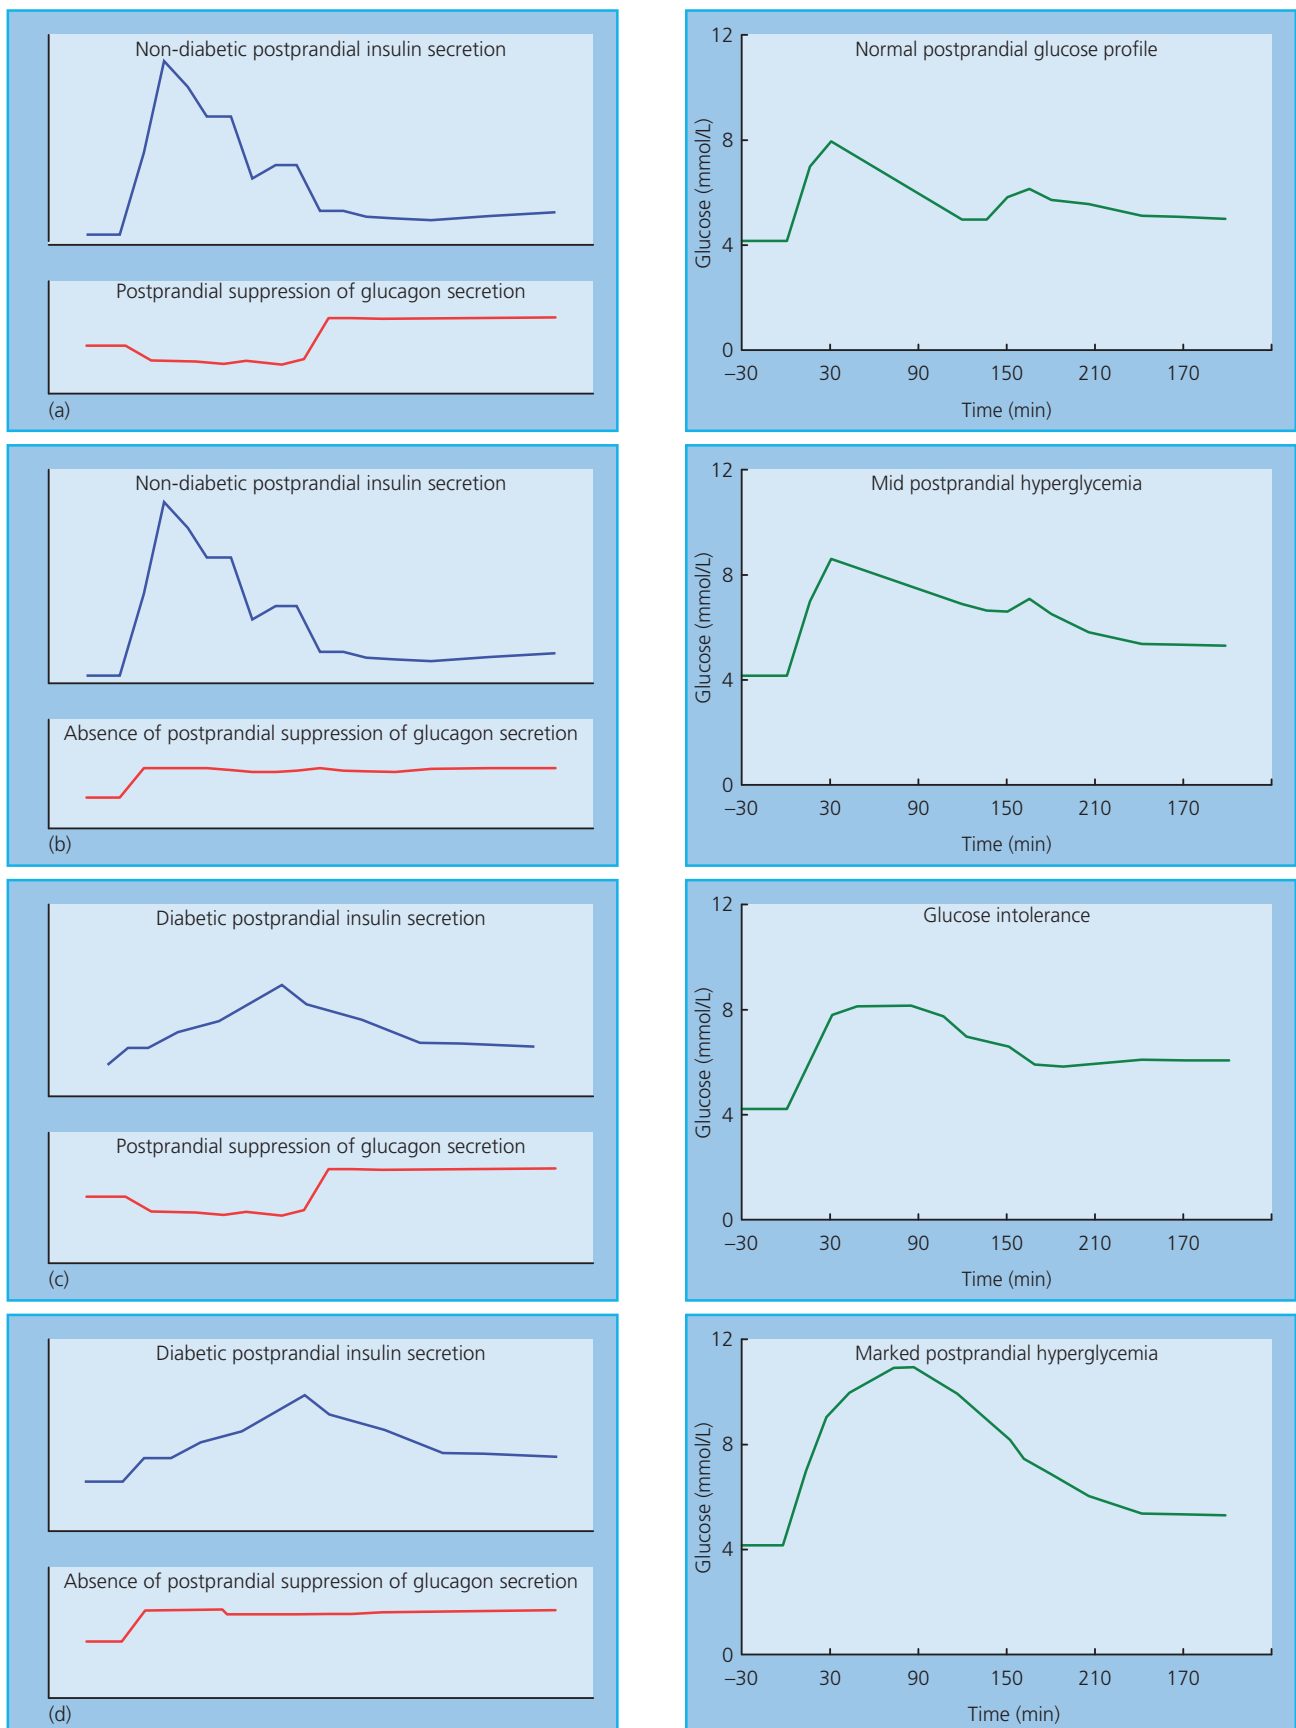 Non-diabetic postprandial insulin secretion
Postprandial suppression of glucagon secretion
(a)
Normal postprandial glucose profile
12
8
4
0
Glucose (mmol/L)
–30 30 90 150 210 170
Time (min)
Non-diabetic postprandial insulin secretion
Absence of postprandial suppression of glucagon secretion
(b)
Mid postprandial hyperglycemia
12
8
4
0
Glucose (mmol/L)
–30 30 90 150 210 170
Time (min)
Diabetic postprandial insulin secretion
Postprandial suppression of glucagon secretion
(c)
Glucose intolerance
12
8
4
0
Glucose (mmol/L)
–30 30 90 150 210 170
Time (min)
Diabetic postprandial insulin secretion
Absence of postprandial suppression of glucagon secretion
(d)
Marked postprandial hyperglycemia
12
8
4
0
Glucose (mmol/L)
–30 30 90 150 210 170
Time (min)